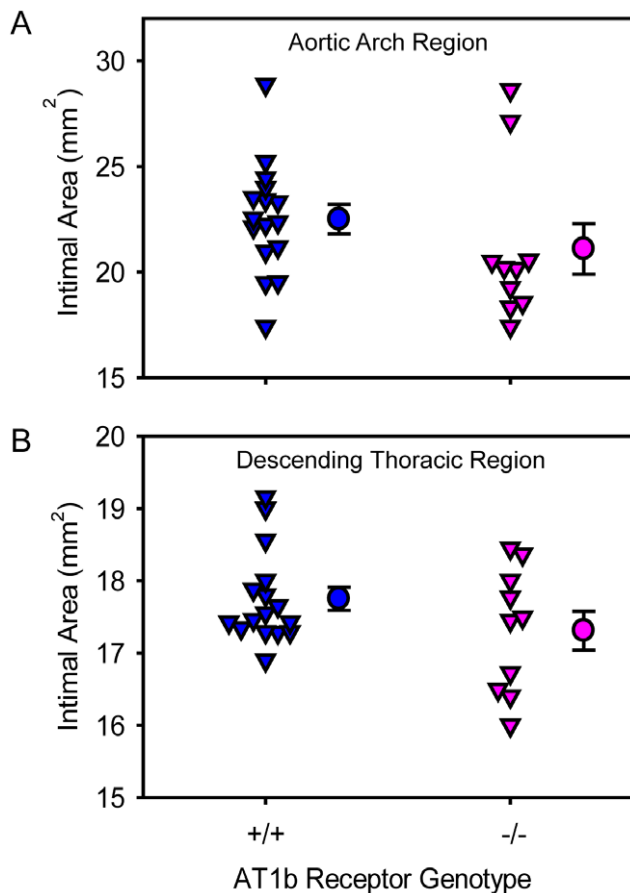 A
Aortic Arch Region
30
25
20
15
Intimal Area (mm²)
B
Descending Thoracic Region
20
19
18
17
16
15
Intimal Area (mm²)
+/+ -/-
AT1b Receptor Genotype